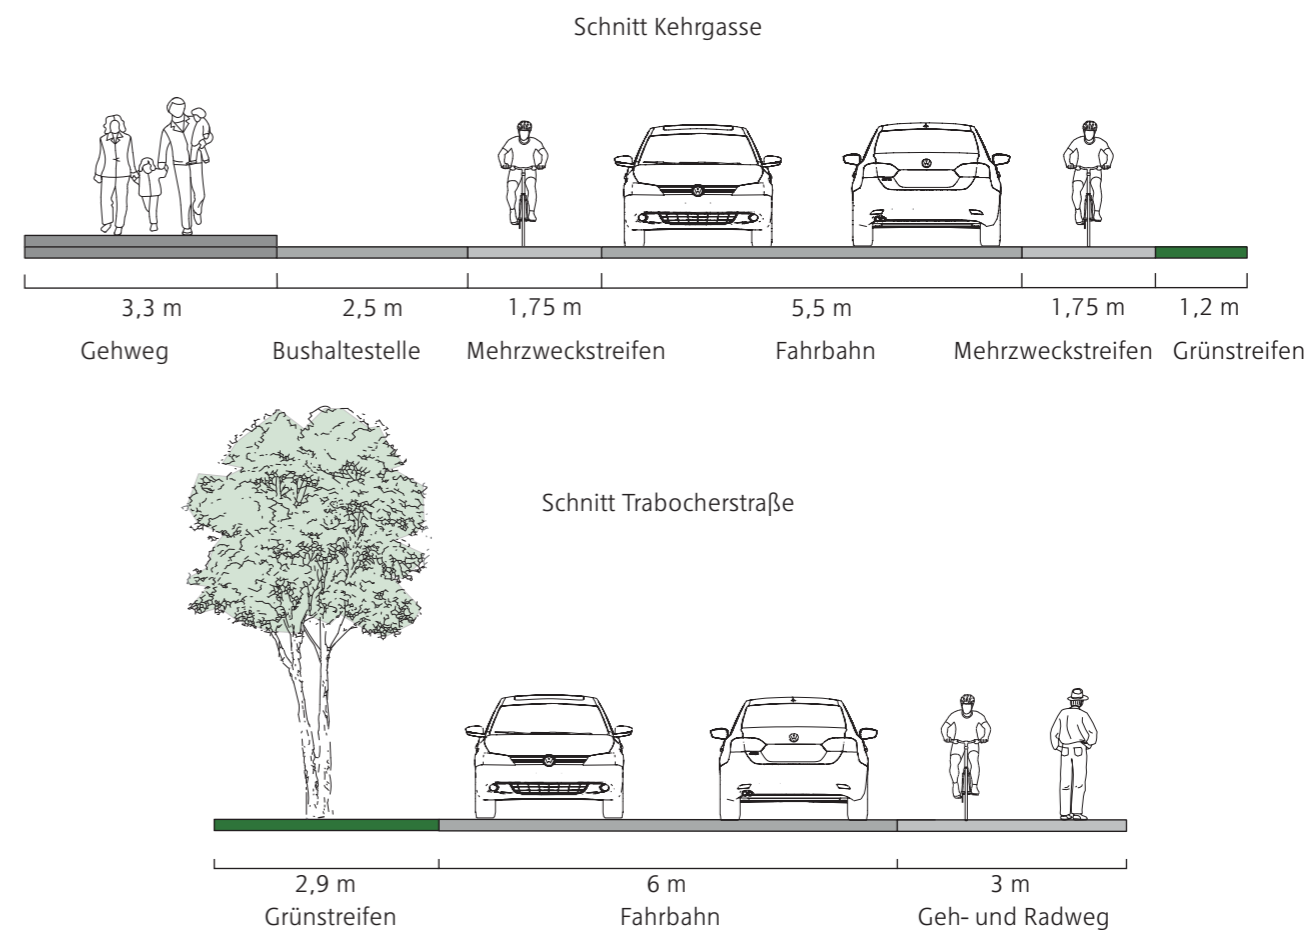 Schnitt Kehrgasse
3,3 m 2,5 m 1,75 m 5,5 m 1,75 m 1,2 m
Gehweg Bushaltestelle Mehrzweckstreifen Fahrbahn Mehrzweckstreifen Grünstreifen
Schnitt Trabocherstraße
2,9 m 6 m 3 m
Grünstreifen Fahrbahn Geh- und Radweg